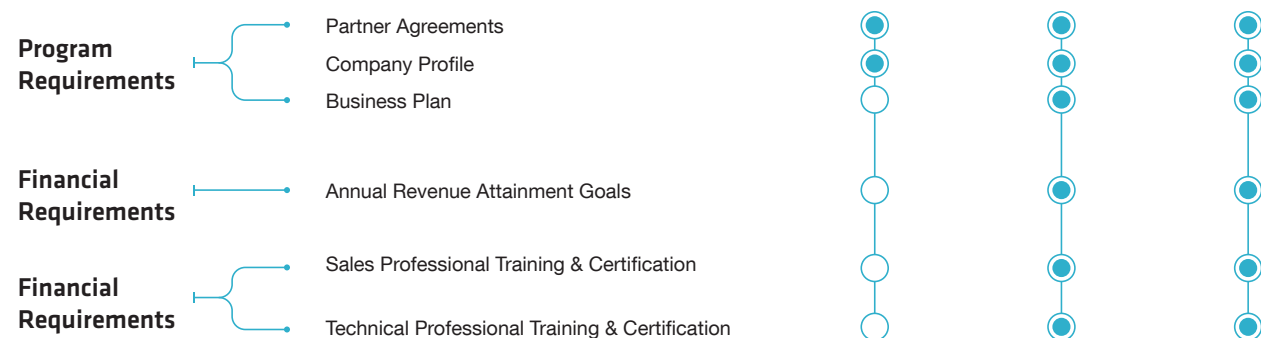 Program
Requirements
Partner Agreements
Company Profile
Business Plan
Financial
Requirements
Annual Revenue Attainment Goals
Financial
Requirements
Sales Professional Training & Certification
Technical Professional Training & Certification